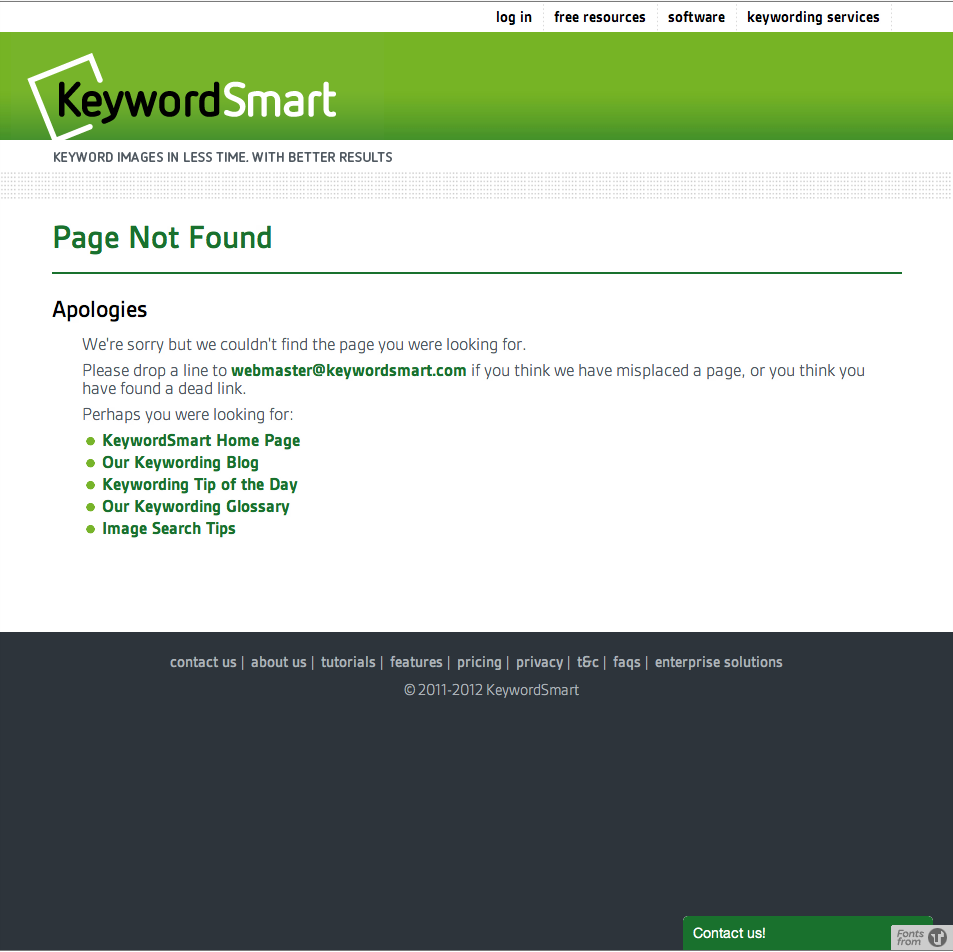 log in
free resources
software
keywording services
KeywordSmart
KEYWORD IMAGES IN LESS TIME. WITH BETTER RESULTS
Page Not Found
Apologies
We're sorry but we couldn't find the page you were looking for.
Please drop a line to webmaster@keywordsmart.com if you think we have misplaced a page, or you think you
have found a dead link.
Perhaps you were looking for:
KeywordSmart Home Page
Our Keywording Blog
Keywording Tip of the Day
Our Keywording Glossary
Image Search Tips
contact us | about us | tutorials | features | pricing | privacy | t&c | faqs | enterprise solutions
© 2011-2012 KeywordSmart
Contact us!
Fonts
from